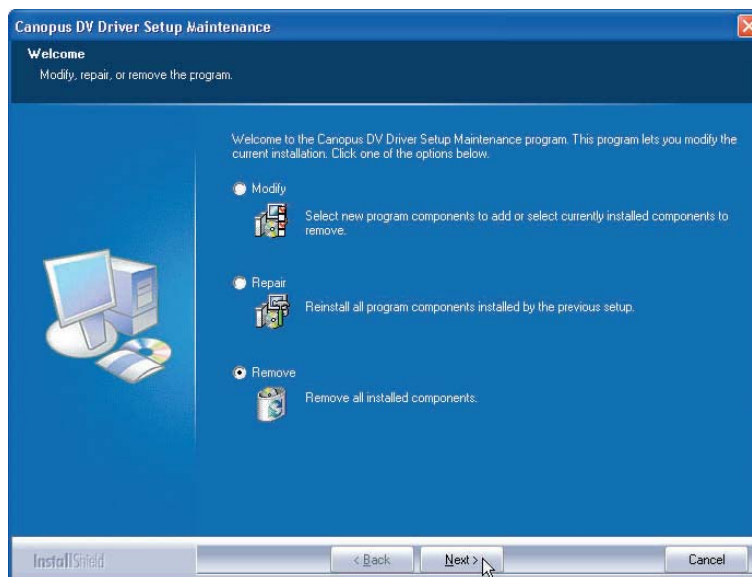 Canopus DV Driver Setup Maintenance
Welcome
Modify, repair, or remove the program.
Welcome to the Canopus DV Driver Setup Maintenance program. This program lets you modify the
current installation. Click one of the options below.
Modify
Select new program components to add or select currently installed components to
remove.
Repair
Reinstall all program components installed by the previous setup.
Remove
Remove all installed components.
InstallShield
< Back
Next >
Cancel